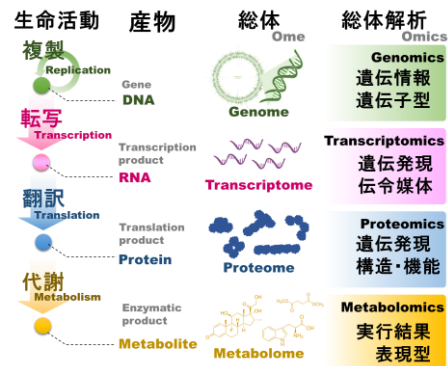 生命活動 産物 総体 総体解析
Ome Omics
複製
Replication
Gene
DNA
Genome
Genomics
遺伝情報
遺伝子型
転写
Transcription
Transcription
product
RNA
Transcriptome
Transcriptomics
遺伝発現
伝令媒体
翻訳
Translation
Translation
product
Protein
Proteome
Proteomics
遺伝発現
構造・機能
代謝
Metabolism
Enzymatic
product
Metabolite
Metabolome
Metabolomics
実行結果
表現型